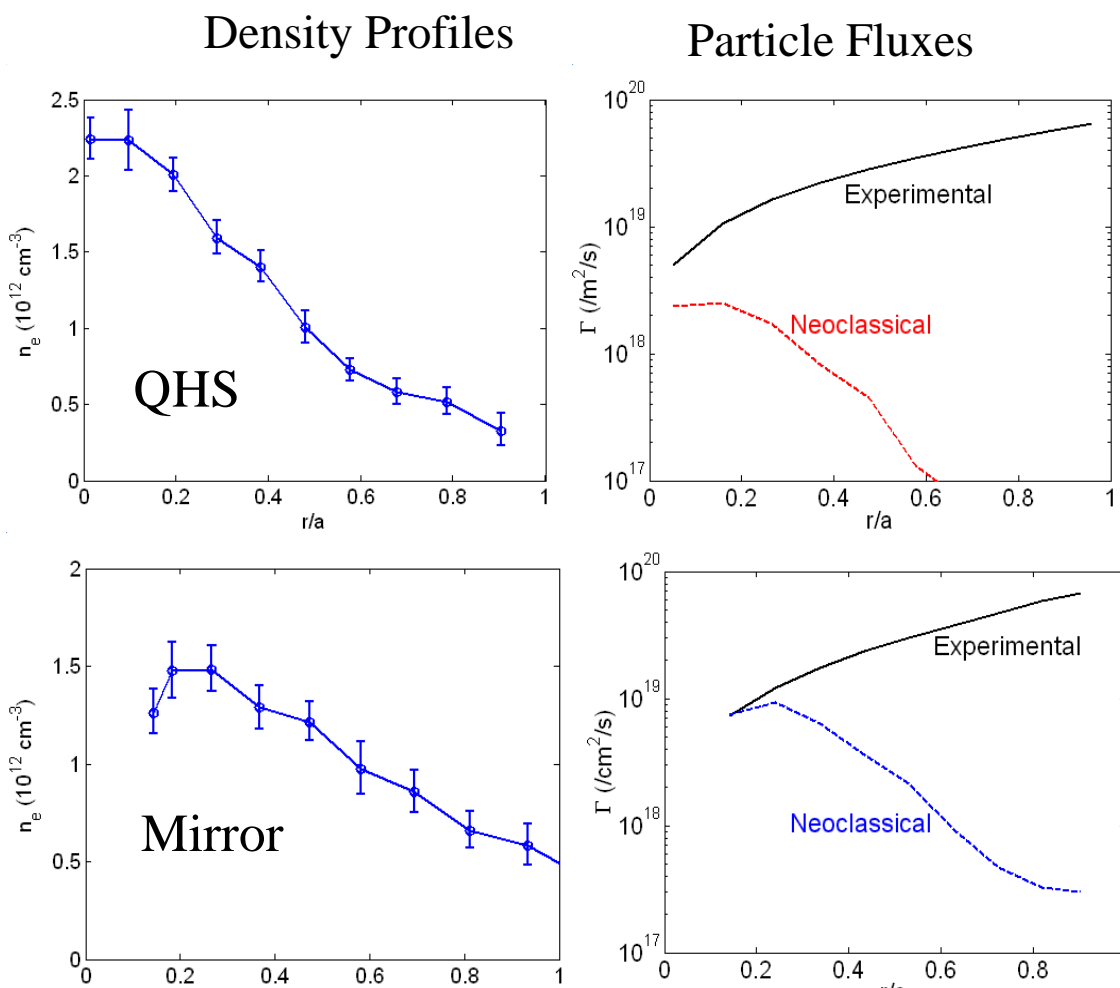 Density Profiles
Particle Fluxes
2.5
2
1.5
1
0.5
0
n_e (10^12 cm^-3)
QHS
0 0.2 0.4 0.6 0.8 1
r/a
10^20
10^19
10^18
10^17
Γ (/m^2/s)
Experimental
Neoclassical
0 0.2 0.4 0.6 0.8 1
r/a
2
1.5
1
0.5
0
n_e (10^12 cm^-3)
Mirror
0 0.2 0.4 0.6 0.8 1
10^20
10^19
10^18
10^17
Γ (/cm^2/s)
Experimental
Neoclassical
0 0.2 0.4 0.6 0.8
r/a